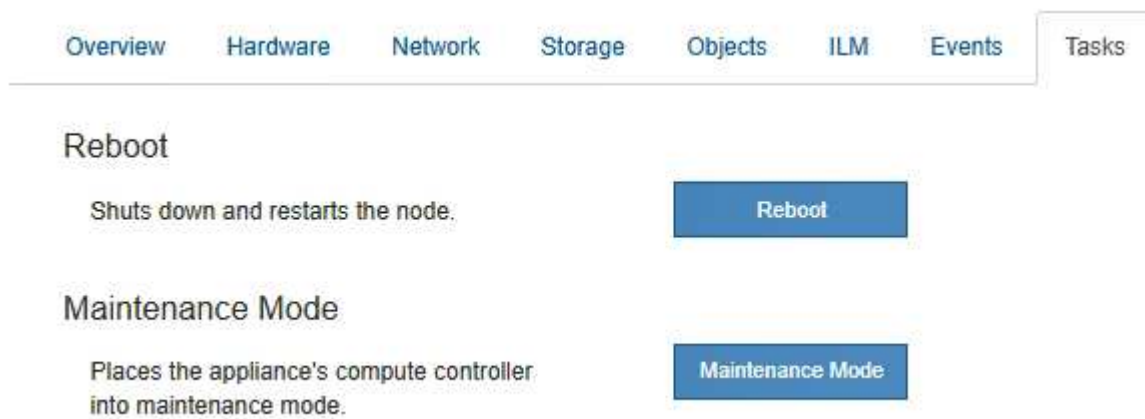 Overview Hardware Network Storage Objects ILM Events Tasks
Reboot
Shuts down and restarts the node.
Reboot
Maintenance Mode
Places the appliance's compute controller
into maintenance mode.
Maintenance Mode